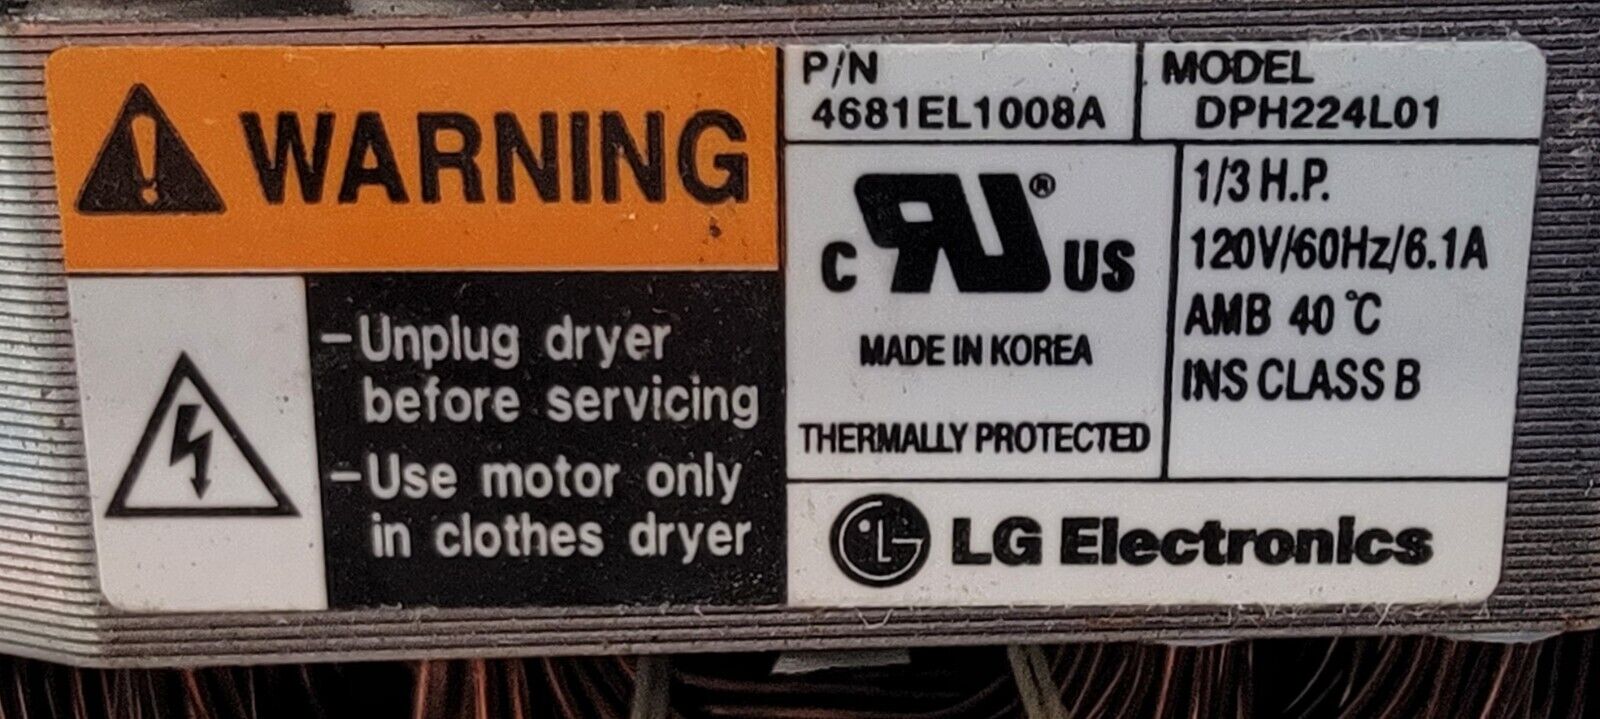 WARNING
-Unplug dryer
before servicing
-Use motor only
in clothes dryer
P/N
4681EL1008A
MODEL
DPH224L01
C RU® US
MADE IN KOREA
THERMALLY PROTECTED
1/3 H.P.
120V/60Hz/6.1A
AMB 40 °C
INS CLASS B
LG Electronics